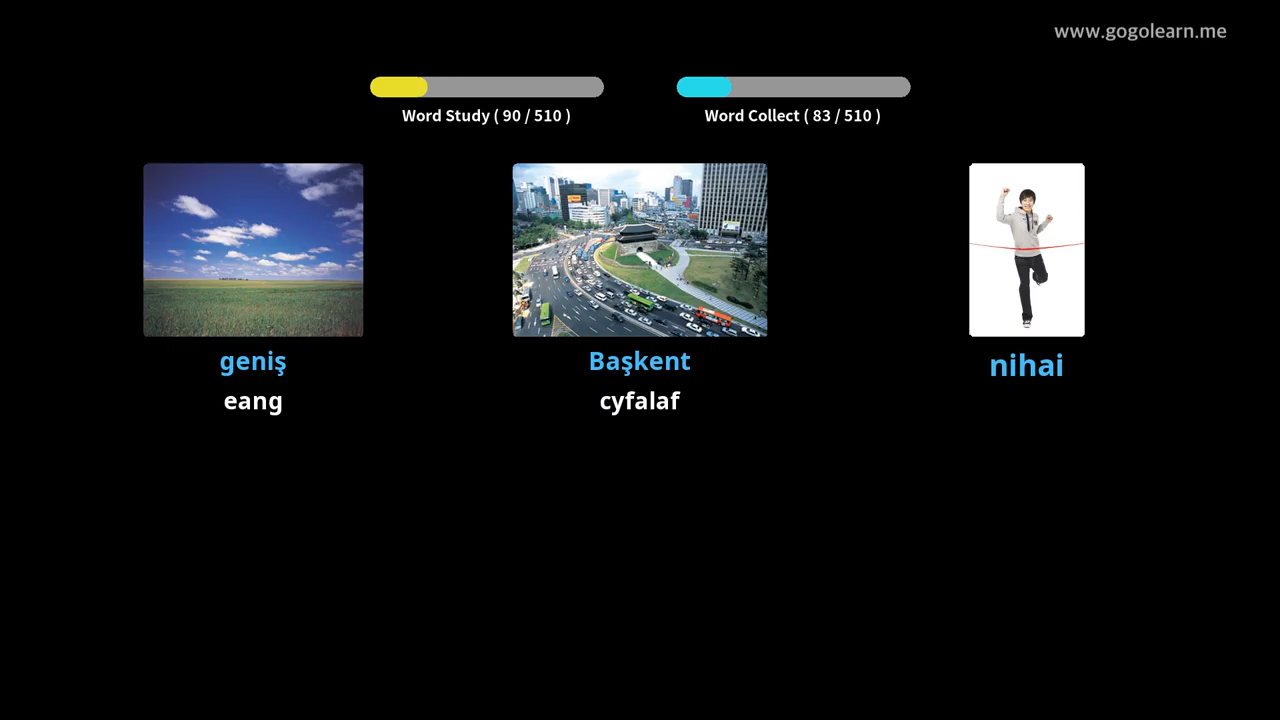 www.gogolearn.me
Word Study ( 90 / 510 )
Word Collect ( 83 / 510 )
geniş
eang
Başkent
cyfalaf
nihai